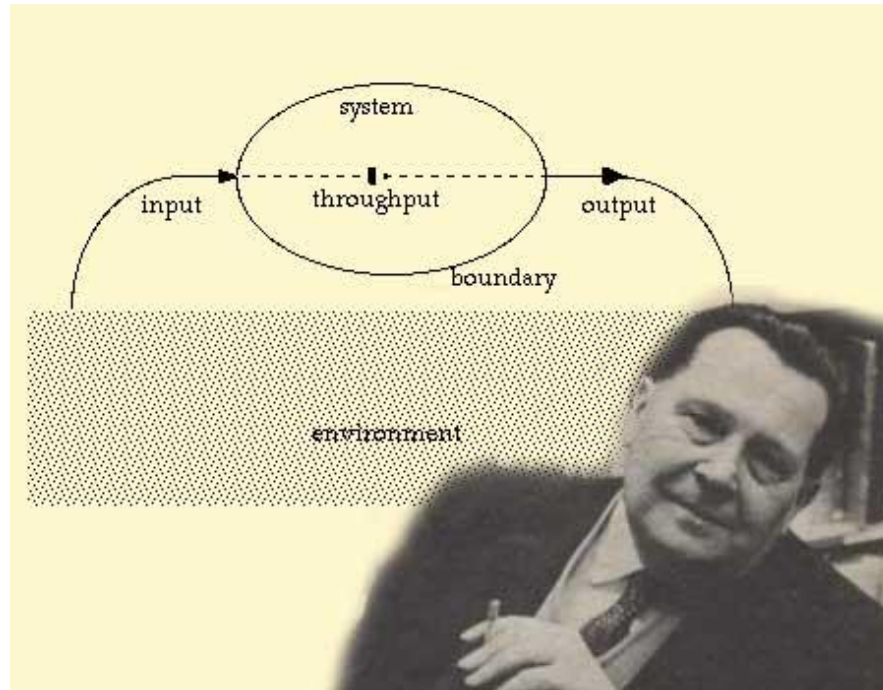 system
input
throughput
output
boundary
environment